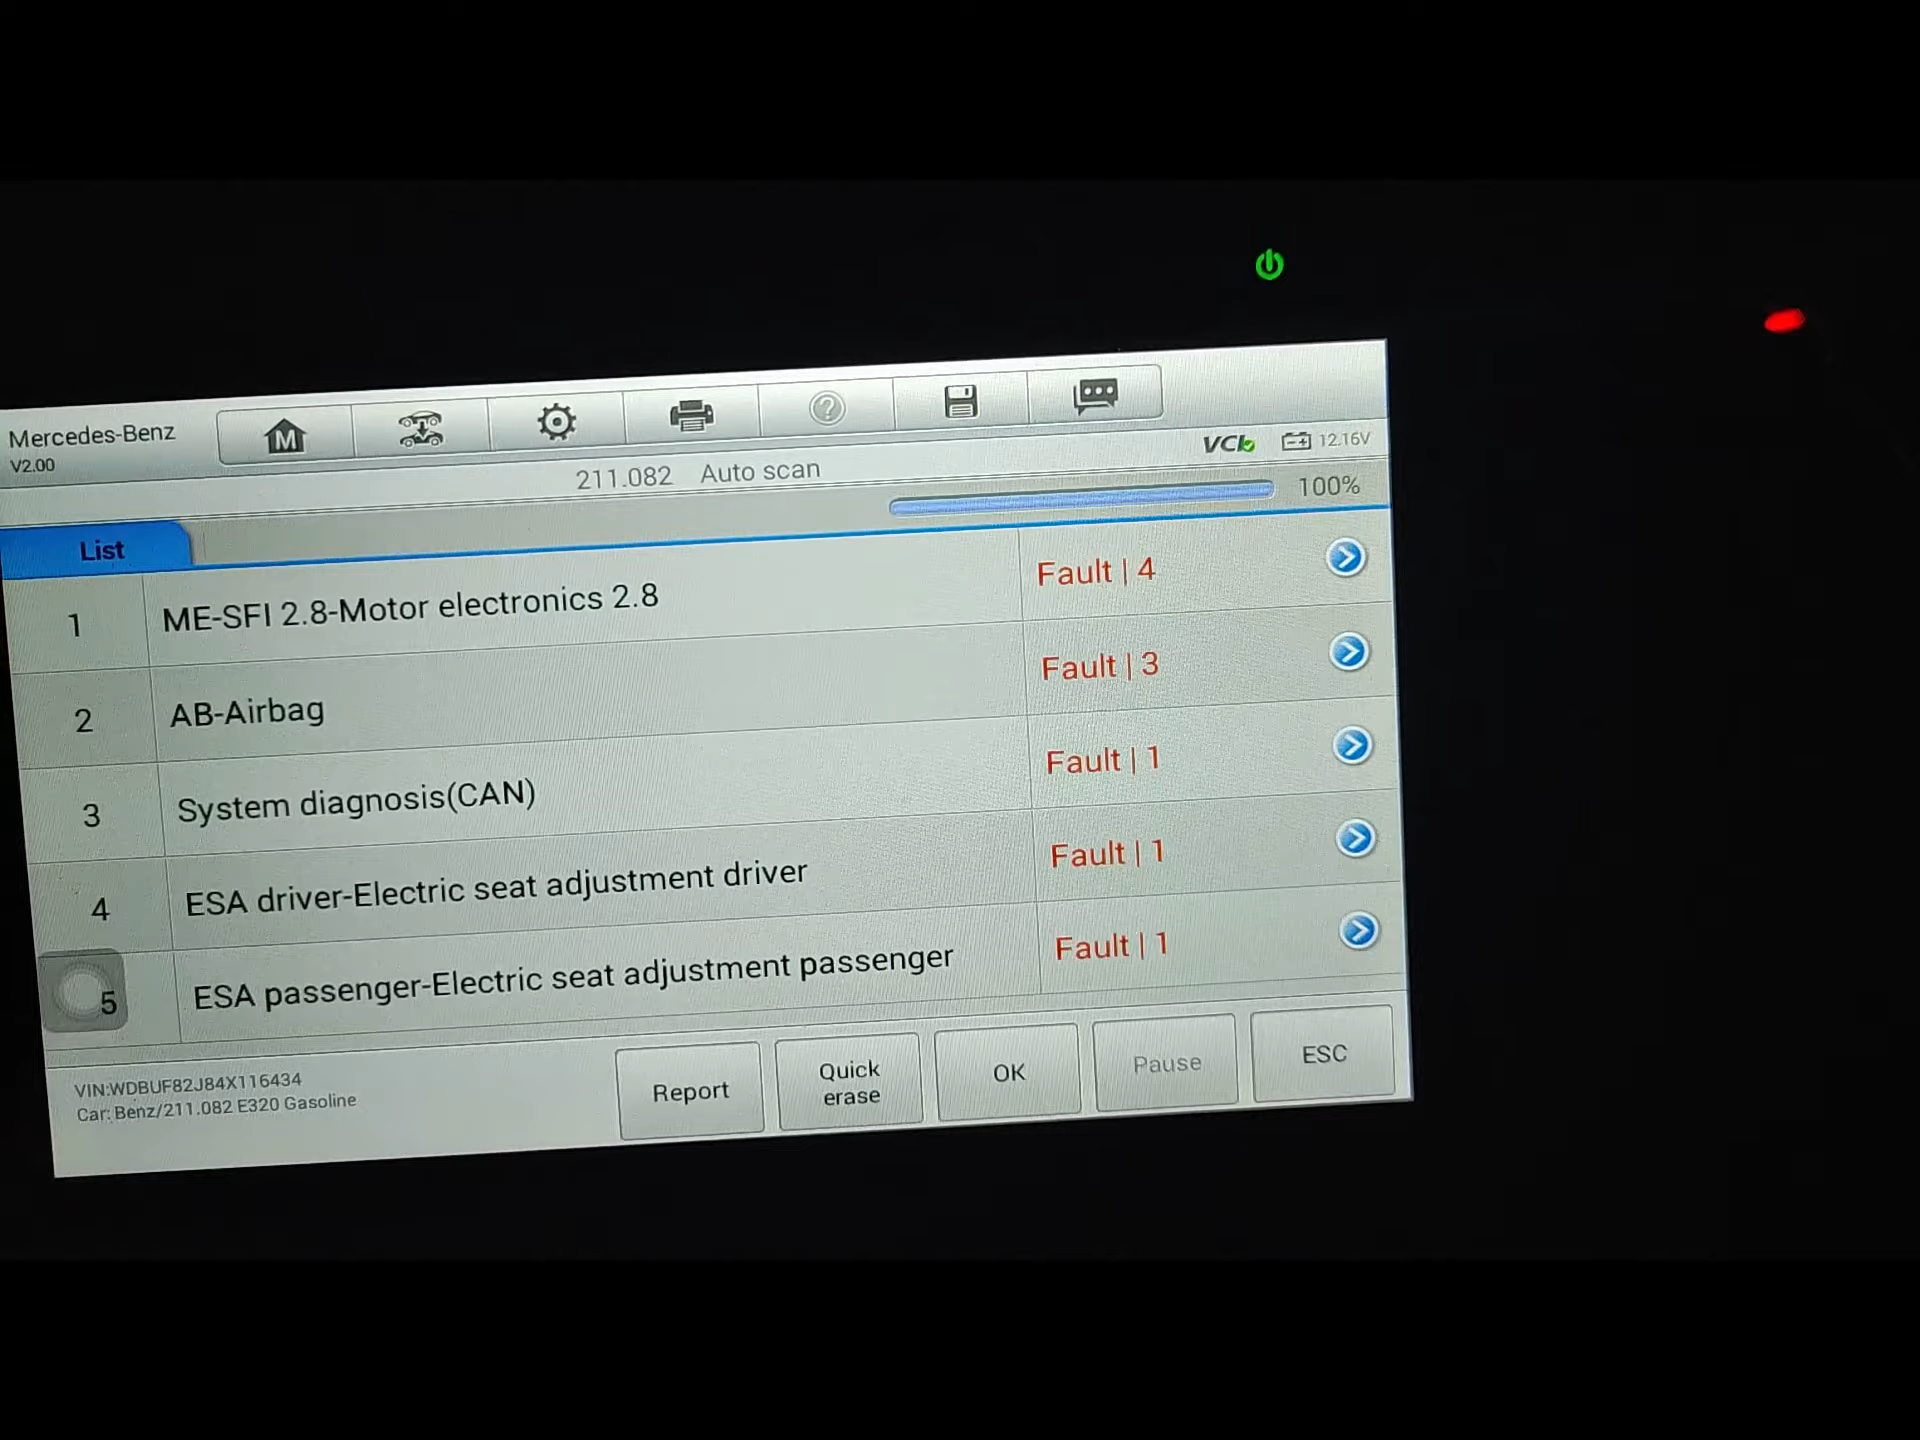 Mercedes-Benz
V2.00
M
VCI
12.16V
211.082 Auto scan
100%
List
1 ME-SFI 2.8-Motor electronics 2.8 Fault | 4
2 AB-Airbag Fault | 3
3 System diagnosis(CAN) Fault | 1
4 ESA driver-Electric seat adjustment driver Fault | 1
5 ESA passenger-Electric seat adjustment passenger Fault | 1
VIN:WDBUF82J84X116434
Car: Benz/211.082 E320 Gasoline
Report
Quick
erase
OK
Pause
ESC